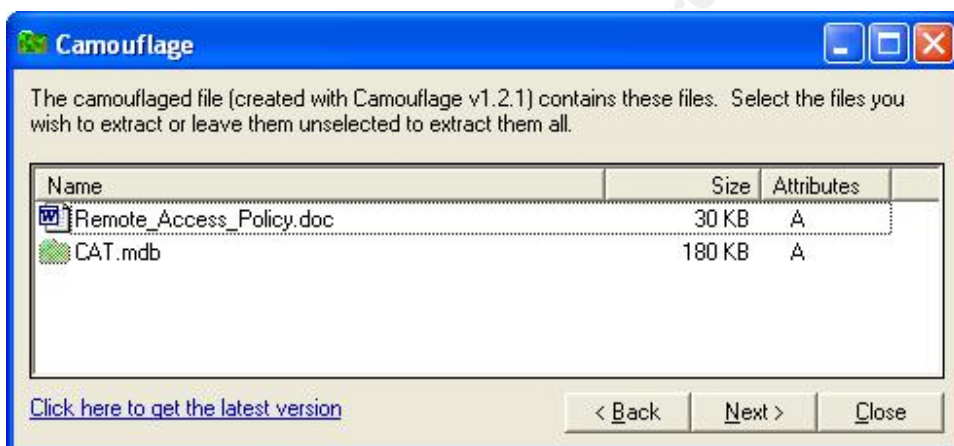 Camouflage
The camouflaged file (created with Camouflage v1.2.1) contains these files. Select the files you
wish to extract or leave them unselected to extract them all.
Name Size Attributes
Remote_Access_Policy.doc 30 KB A
CAT.mdb 180 KB A
Click here to get the latest version < Back Next > Close